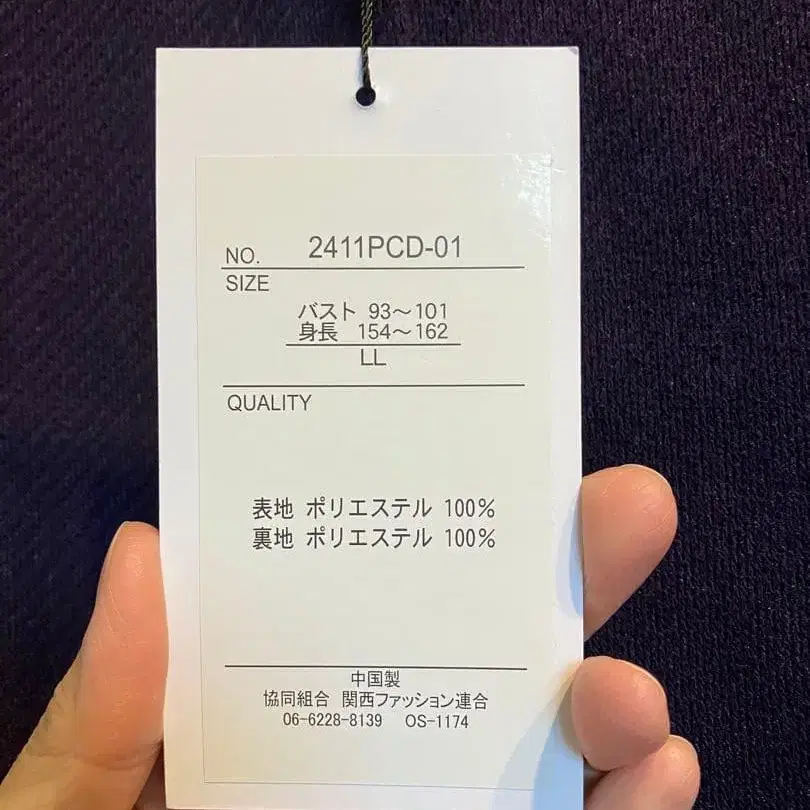 NO. 2411PCD-01
SIZE
バスト 93～101
身長 154～162
LL
QUALITY
表地 ポリエステル 100%
裏地 ポリエステル 100%
中国製
協同組合 関西ファッション連合
06-6228-8139 OS-1174